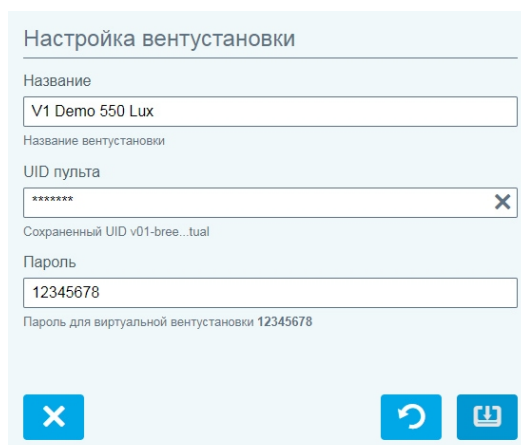 Настройка вентустановки
Название
V1 Demo 550 Lux
Название вентустановки
UID пульта
*******
Сохраненный UID v01-bree...tual
Пароль
12345678
Пароль для виртуальной вентустановки 12345678